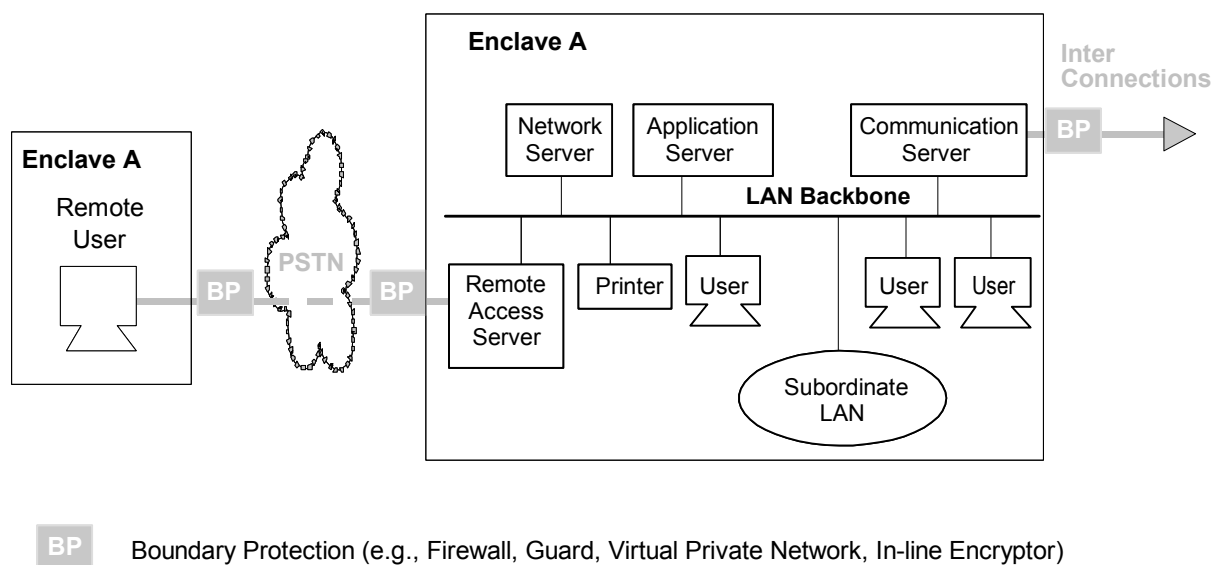 Enclave A
Inter
Connections
Network
Server
Application
Server
Communication
Server
BP
Enclave A
Remote
User
LAN Backbone
BP
PSTN
BP
Remote
Access
Server
Printer
User
User
User
Subordinate
LAN
BP
Boundary Protection (e.g., Firewall, Guard, Virtual Private Network, In-line Encryptor)